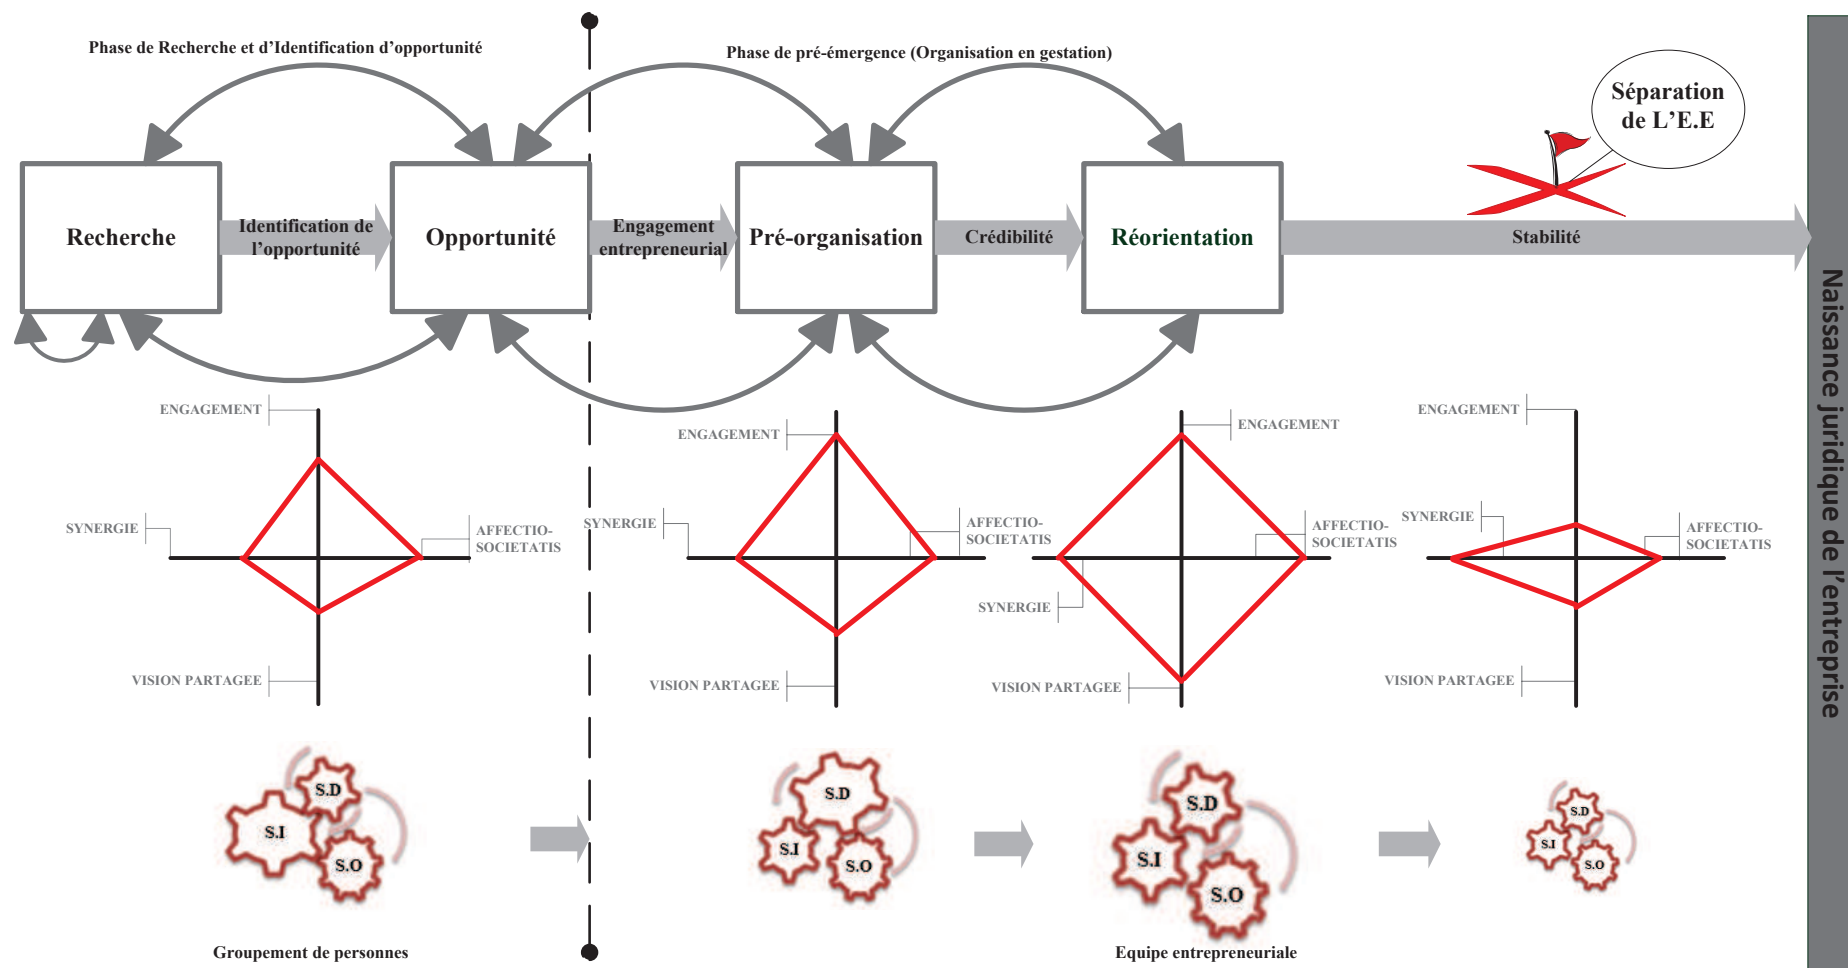 Phase de Recherche et d'Identification d'opportunité
Phase de pré-émergence (Organisation en gestation)
Séparation
de L'E.E
Recherche
Identification de
l'opportunité
Opportunité
Engagement
entrepreneurial
Pré-organisation
Crédibilité
Réorientation
Stabilité
Naissance juridique de l'entreprise
ENGAGEMENT
SYNERGIE
AFFECTIO-
SOCIETATIS
VISION PARTAGEE
ENGAGEMENT
SYNERGIE
AFFECTIO-
SOCIETATIS
VISION PARTAGEE
ENGAGEMENT
AFFECTIO-
SOCIETATIS
SYNERGIE
VISION PARTAGEE
ENGAGEMENT
SYNERGIE
AFFECTIO-
SOCIETATIS
VISION PARTAGEE
S.D
S.I
S.O
S.D
S.I
S.O
S.D
S.I
S.O
S.D
S.I
S.O
Groupement de personnes
Equipe entrepreneuriale